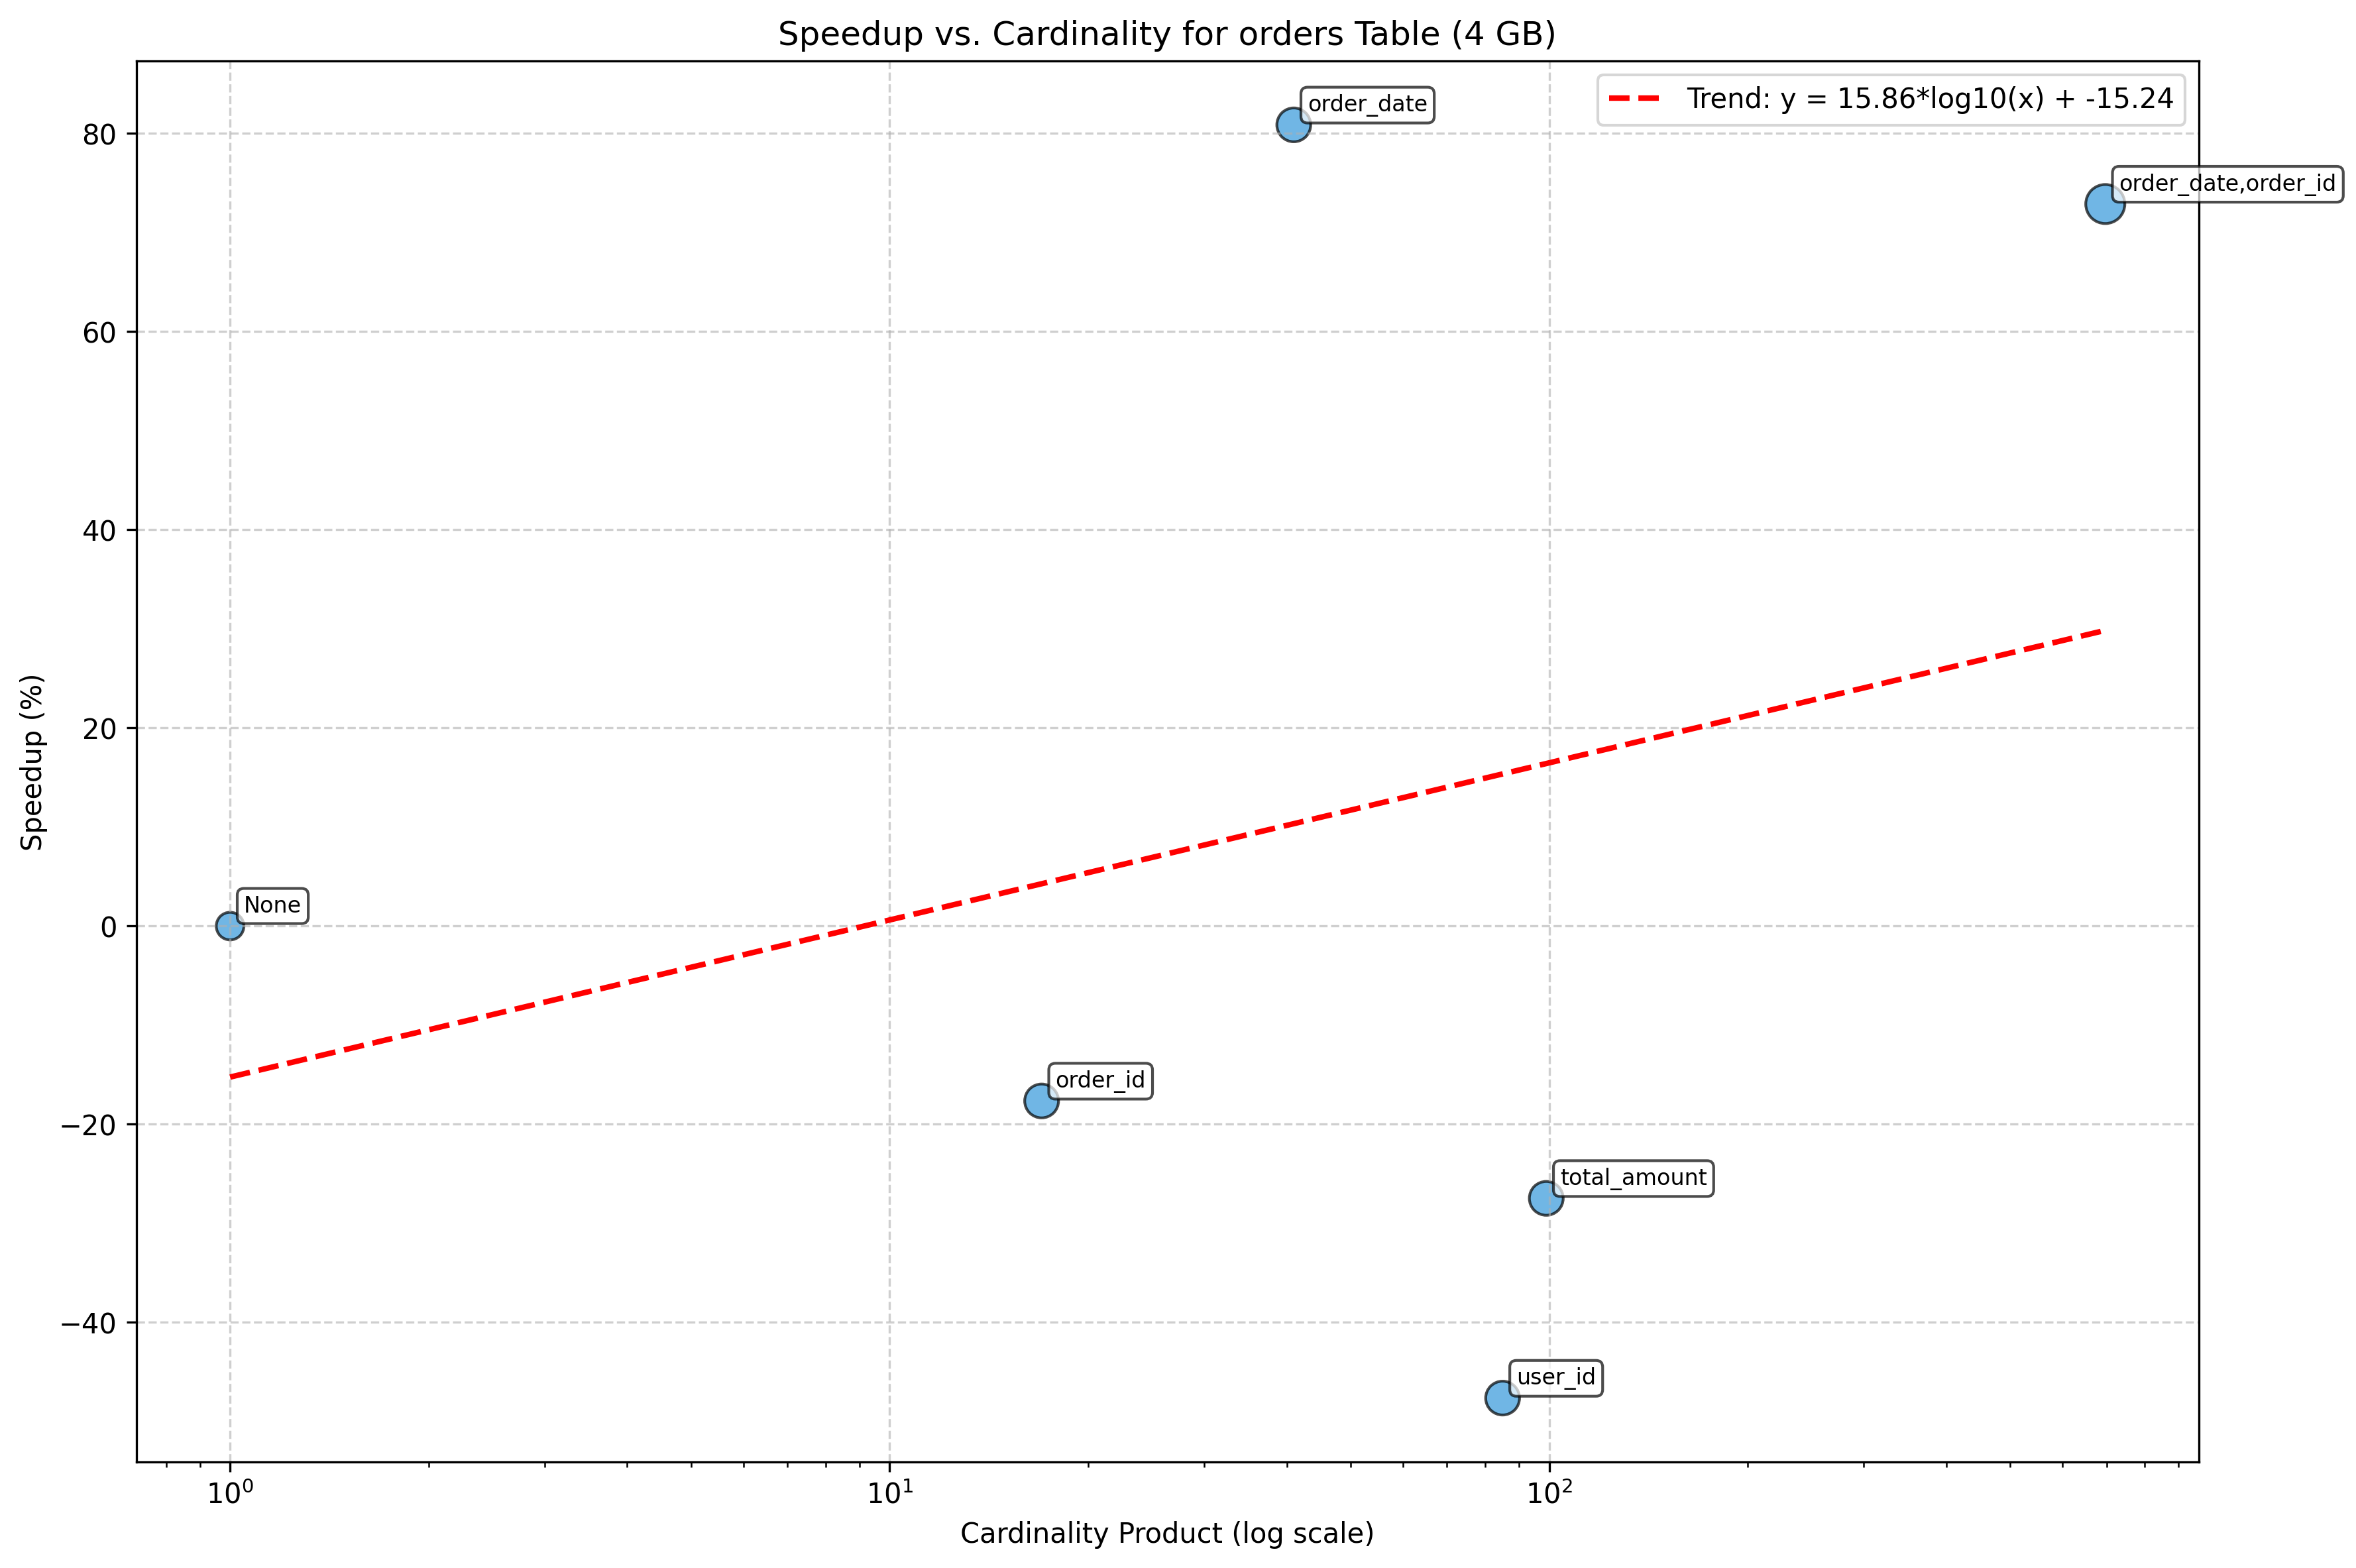 Speedup vs. Cardinality for orders Table (4 GB)
Trend: y = 15.86*log10(x) + -15.24
order_date
order_date,order_id
None
order_id
total_amount
user_id
Speedup (%)
80
60
40
20
0
−20
−40
10⁰
10¹
10²
Cardinality Product (log scale)